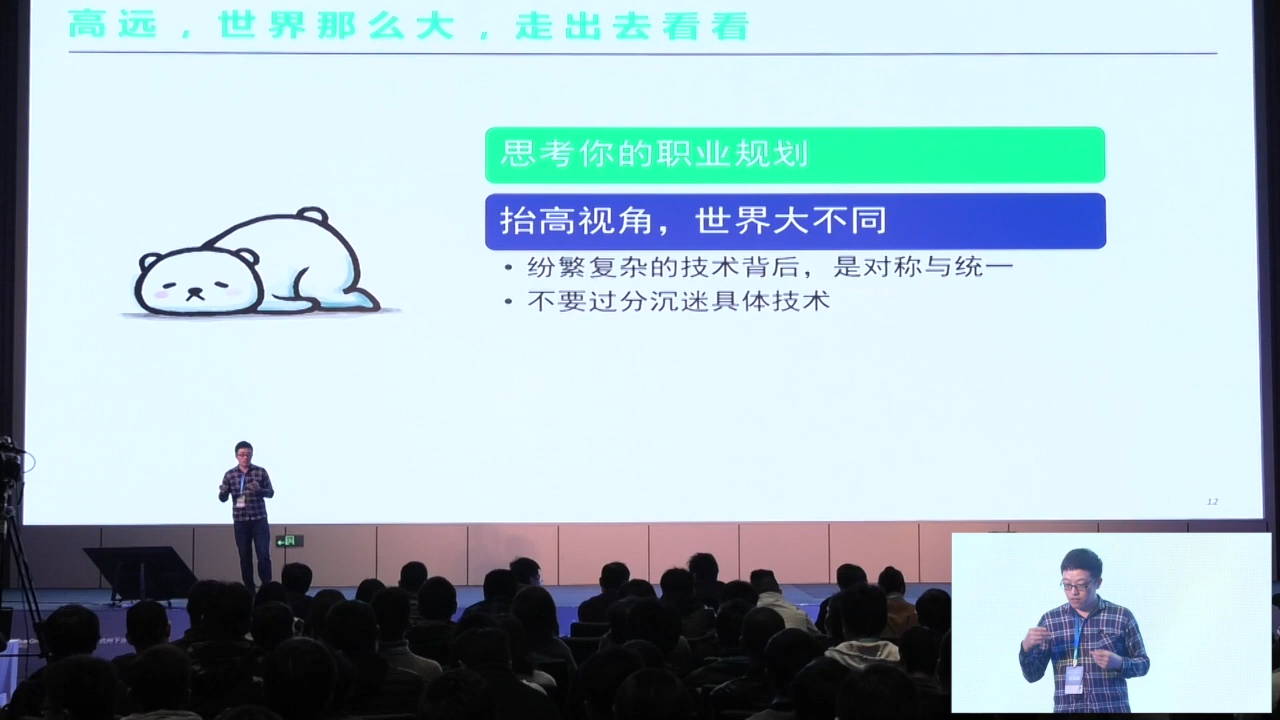 高远，世界那么大，走出去看看
思考你的职业规划
抬高视角，世界大不同
• 纷繁复杂的技术背后，是对称与统一
• 不要过分沉迷具体技术
12